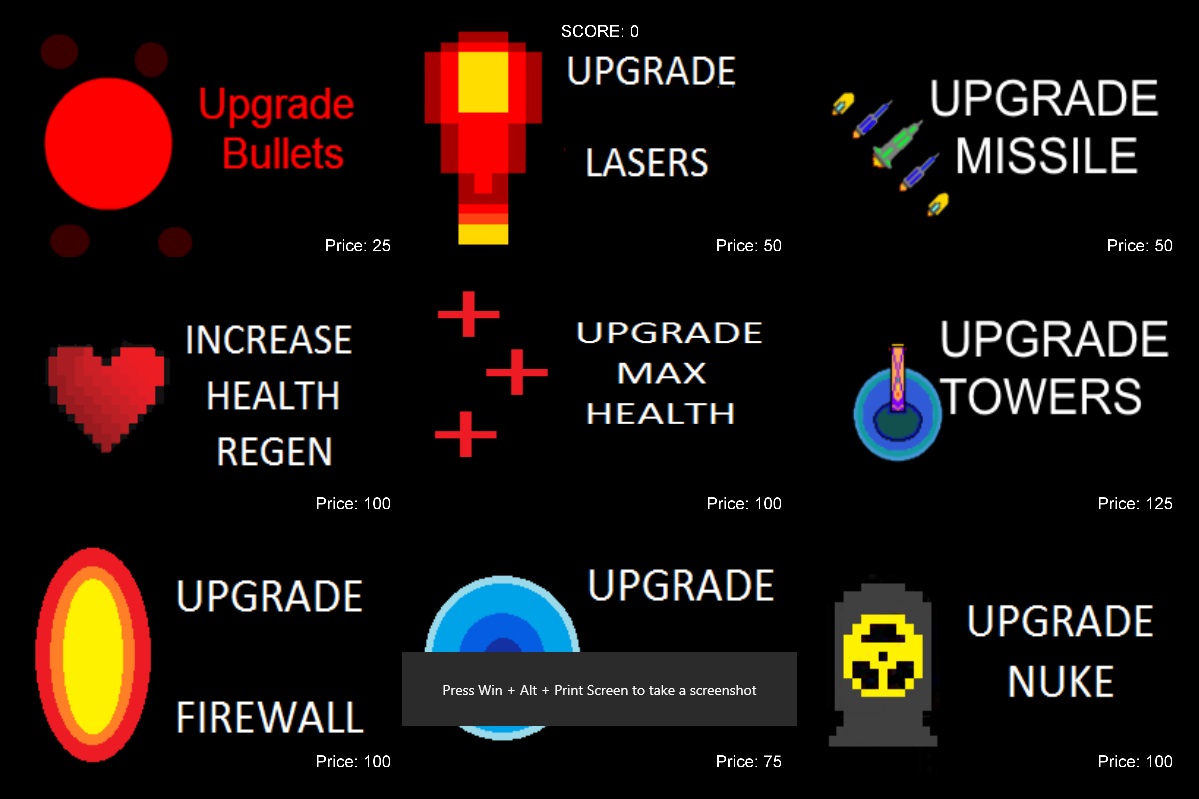 SCORE: 0
Upgrade
Bullets
Price: 25
UPGRADE
LASERS
Price: 50
UPGRADE
MISSILE
Price: 50
INCREASE
HEALTH
REGEN
Price: 100
UPGRADE
MAX
HEALTH
Price: 100
UPGRADE
TOWERS
Price: 125
UPGRADE
FIREWALL
Price: 100
UPGRADE
Press Win + Alt + Print Screen to take a screenshot
Price: 75
UPGRADE
NUKE
Price: 100